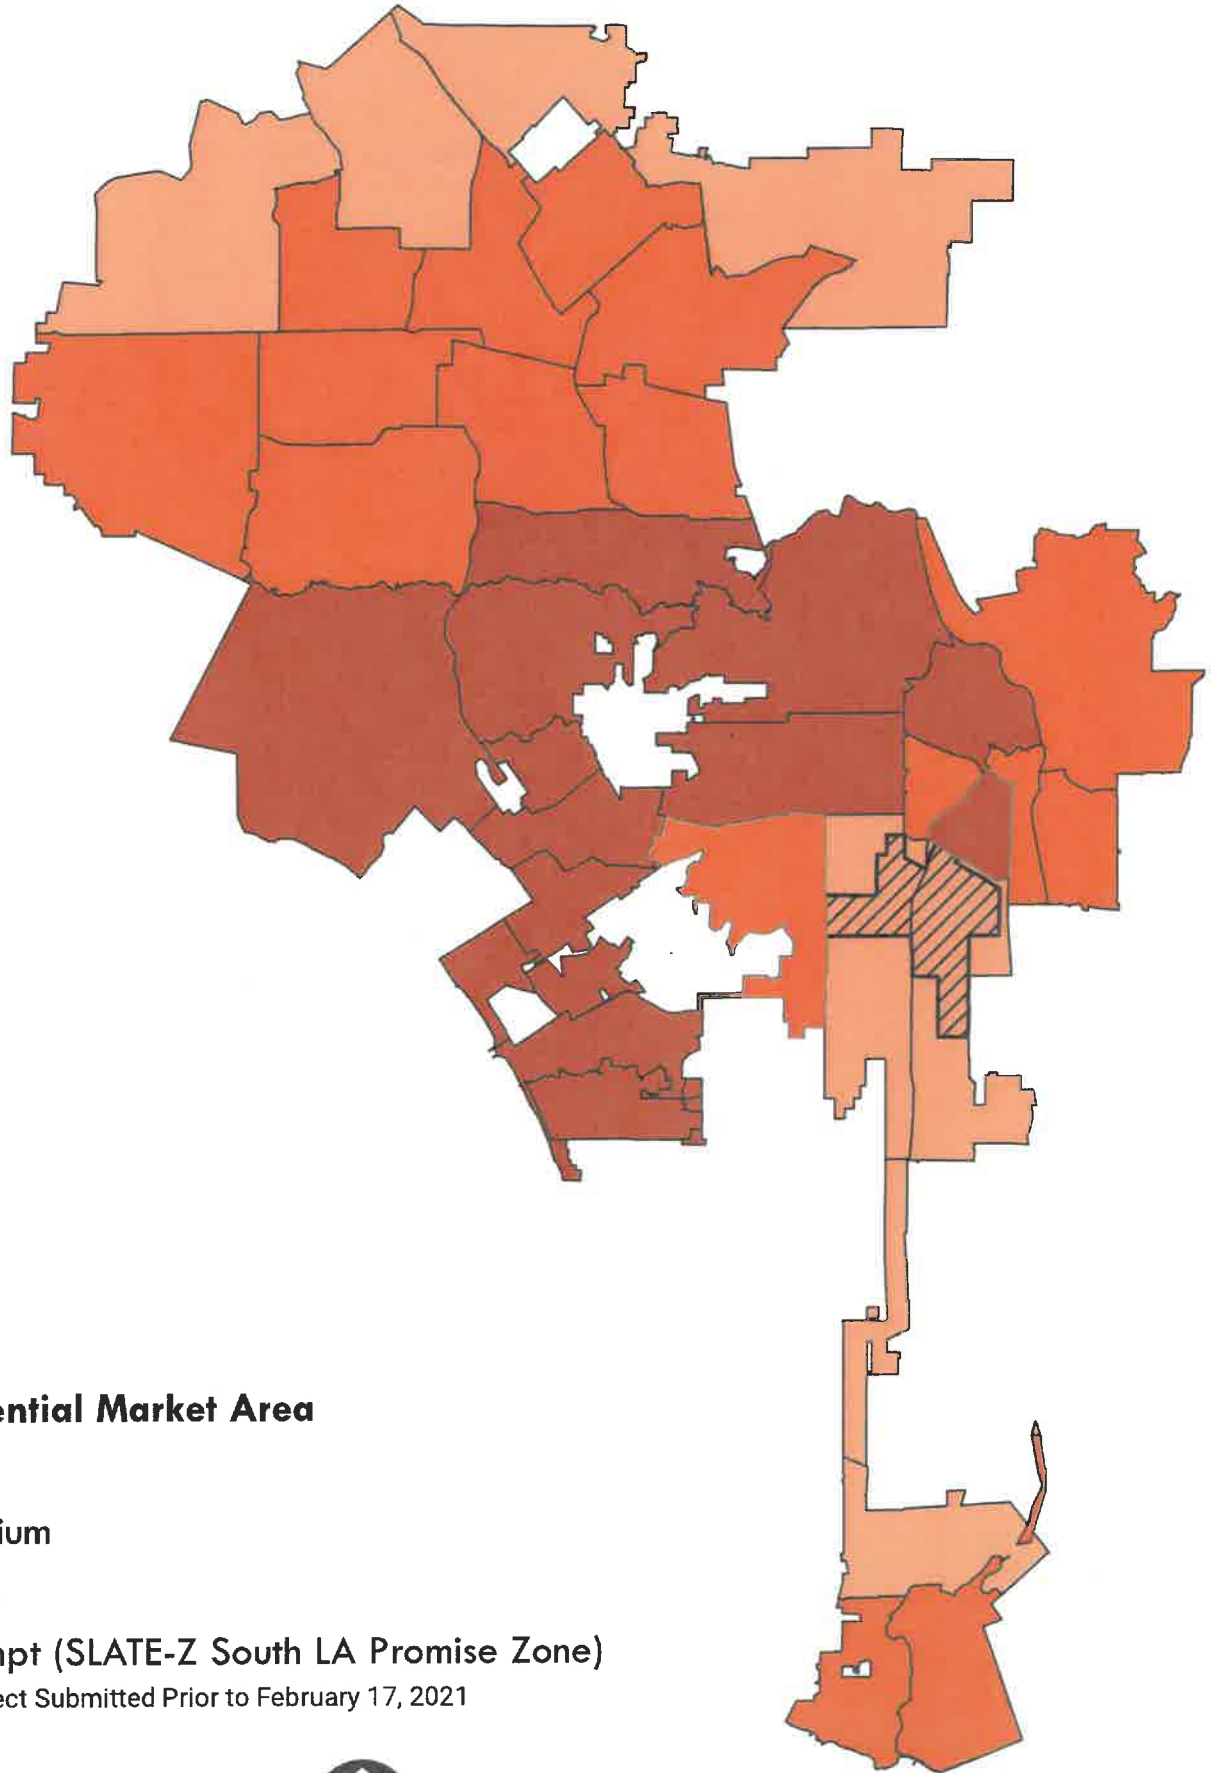 ential Market Area
ium
npt (SLATE-Z South LA Promise Zone)
ect Submitted Prior to February 17, 2021